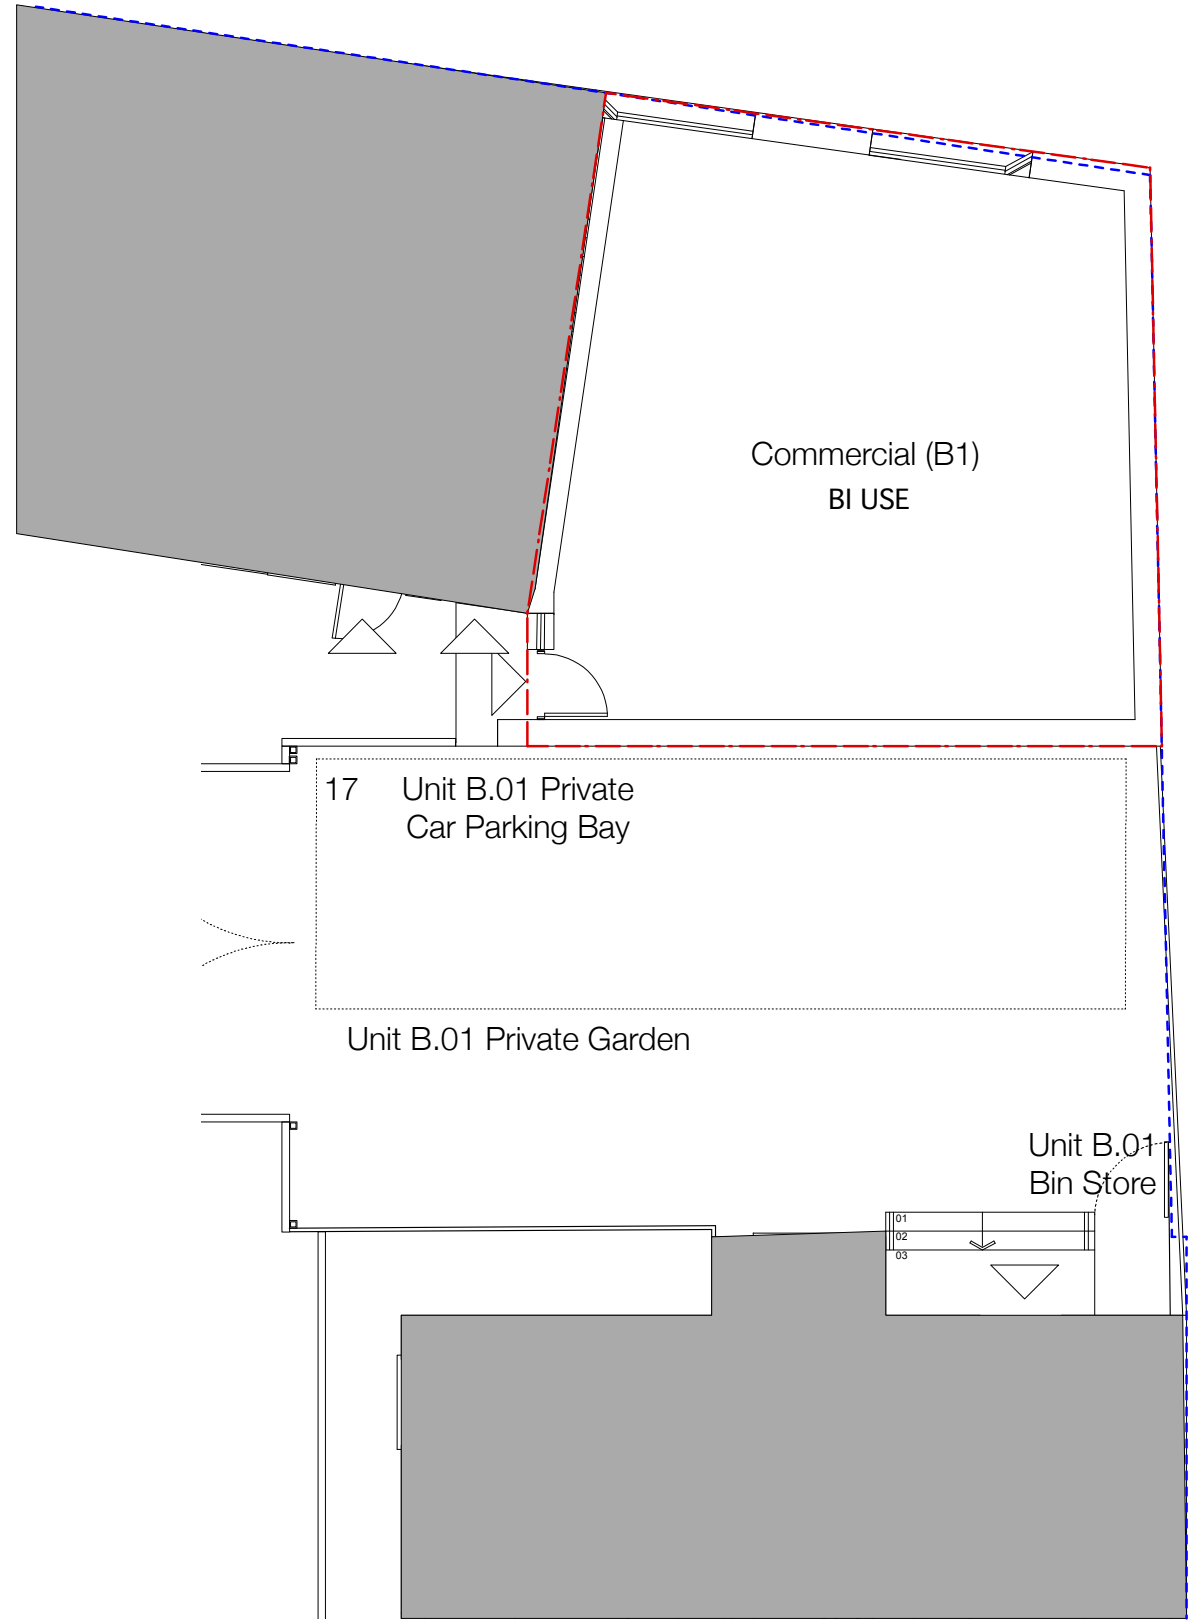 Commercial (B1)
BI USE
17 Unit B.01 Private
Car Parking Bay
Unit B.01 Private Garden
Unit B.01
Bin Store
01
02
03